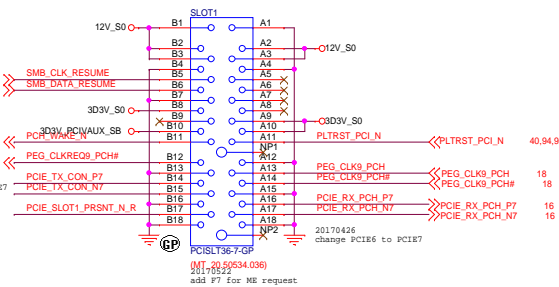 SLOT1
12V_S0
B1 A1
B2 A2
12V_S0
B3 A3
B4 A4
SMB_CLK_RESUME
B5 A5
SMB_DATA_RESUME
B6 A6
B7 A7
3D3V_S0
B8 A8
B9 A9
3D3V_S0
3D3V_PCIVAUX_SB
B10 A10
PCH_WAKE_N
B11 A11
PLTRST_PCI_N
PLTRST_PCI_N 40,94,9
NP1
PEG_CLKREQ9_PCH#
B12 A12
B13 A13
PEG_CLK9_PCH
PEG_CLK9_PCH 18
PCIE_TX_CON_P7
B14 A14
PEG_CLK9_PCH#
PEG_CLK9_PCH# 18
E7
PCIE_TX_CON_N7
B15 A15
B16 A16
PCIE_RX_PCH_P7
PCIE_RX_PCH_P7 16
PCIE_SLOT1_PRSNT_N_R
B17 A17
PCIE_RX_PCH_N7
PCIE_RX_PCH_N7 16
B18 A18
NP2
GP
PCISLT36-7-GP
(MT_20.50534.036)
20170522
add F7 for ME request
20170426
change PCIE6 to PCIE7